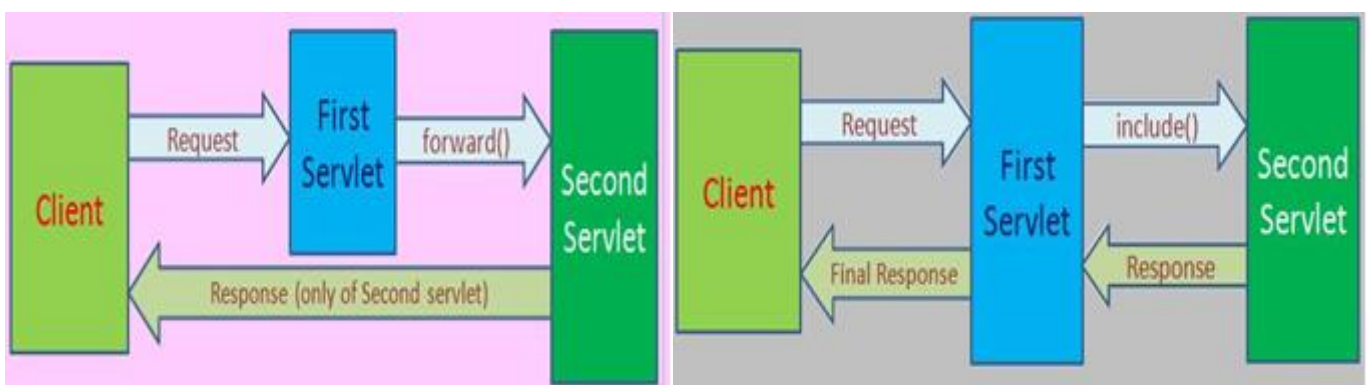 Client
Request
First
Servlet
forward()
Second
Servlet
Response (only of Second servlet)
Client
Request
First
Servlet
include()
Second
Servlet
Final Response
Response